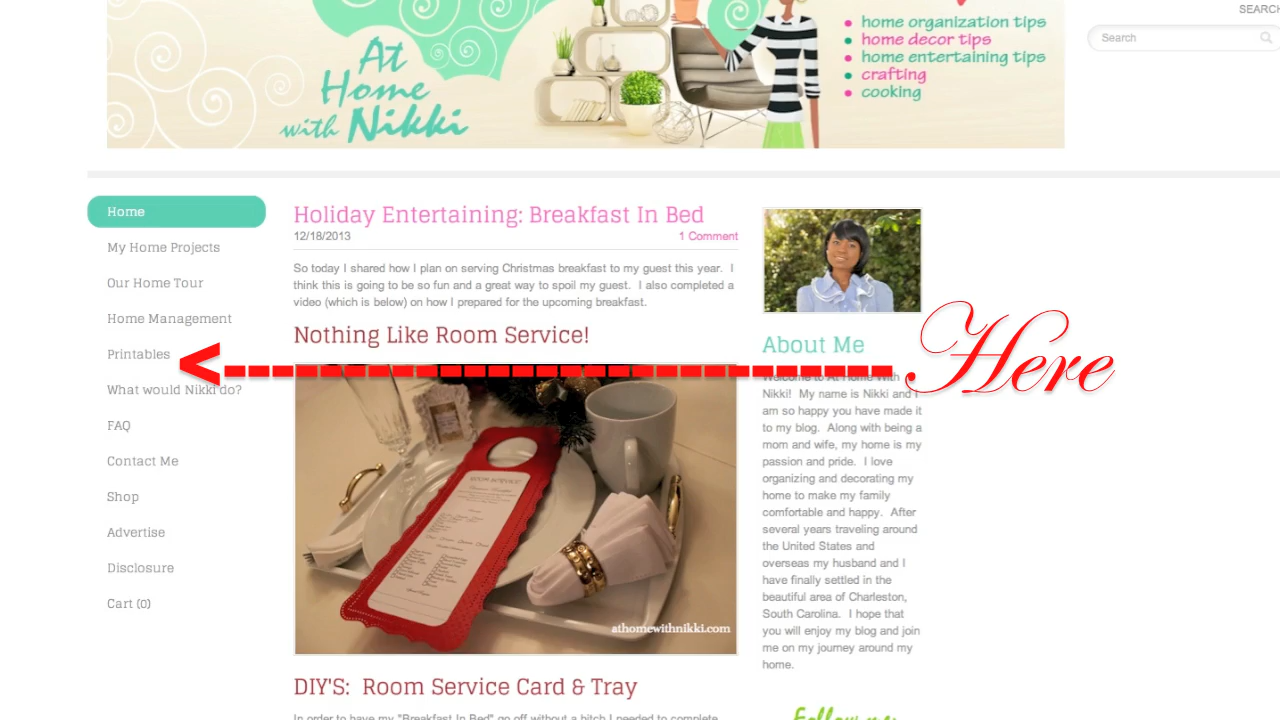 SEARCH
Search
At
Home
with Nikki
home organization tips
home decor tips
home entertaining tips
crafting
cooking
Home
My Home Projects
Our Home Tour
Home Management
Printables
What would Nikki do?
FAQ
Contact Me
Shop
Advertise
Disclosure
Cart (0)
Holiday Entertaining: Breakfast In Bed
12/18/2013
1 Comment
So today I shared how I plan on serving Christmas breakfast to my guest this year. I
think this is going to be so fun and a great way to spoil my guest. I also completed a
video (which is below) on how I prepared for the upcoming breakfast.
Nothing Like Room Service!
ROOM SERVICE
athomewithnikki.com
DIY'S: Room Service Card & Tray
In order to have my "Breakfast In Bed" go off without a hitch I needed to complete
Here
About Me
Welcome to At Home With
Nikki! My name is Nikki and I
am so happy you have made it
to my blog. Along with being a
mom and wife, my home is my
passion and pride. I love
organizing and decorating my
home to make my family
comfortable and happy. After
several years traveling around
the United States and
overseas my husband and I
have finally settled in the
beautiful area of Charleston,
South Carolina. I hope that
you will enjoy my blog and join
me on my journey around my
home.
Follow me